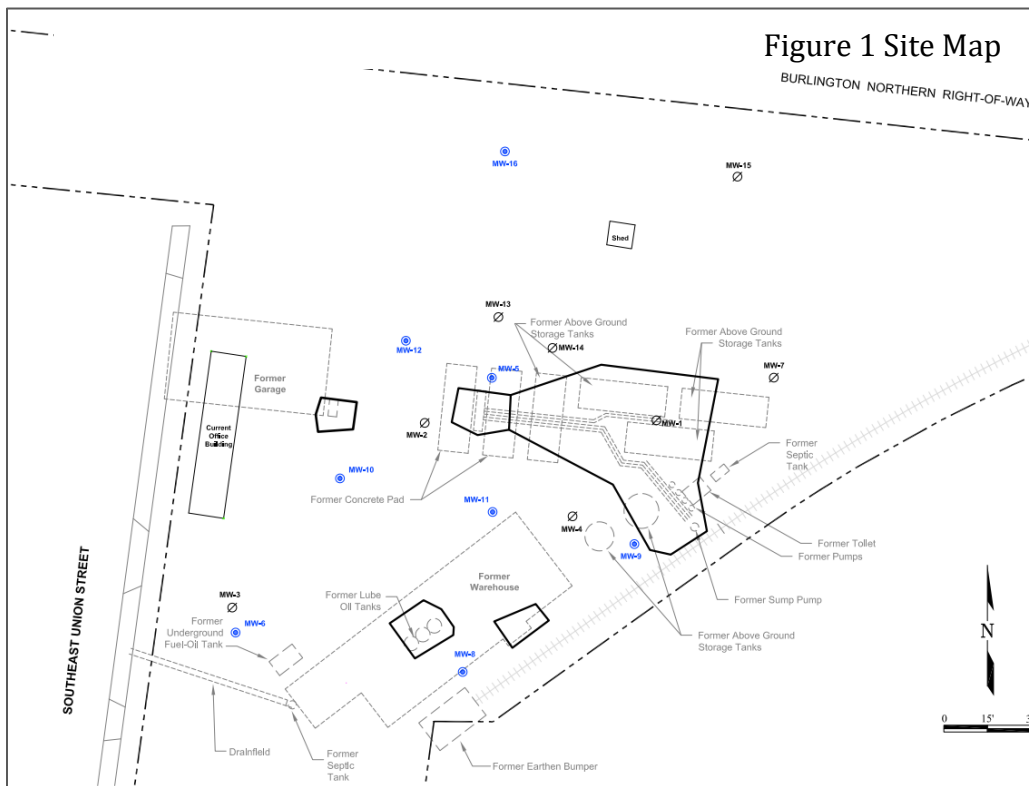 Figure 1 Site Map
BURLINGTON NORTHERN RIGHT-OF-WAY
MW-16
MW-15
Shed
MW-13
Former Above Ground
Storage Tanks
MW-14
Former Above Ground
Storage Tanks
MW-12
MW-5
MW-7
Former
Garage
Current
Office
Building
MW-2
MW-1
Former
Septic
Tank
MW-10
Former Concrete Pad
MW-11
MW-4
MW-9
Former Toilet
Former Pumps
Former
Warehouse
Former Lube
Oil Tanks
Former Sump Pump
MW-3
MW-6
Former
Underground
Fuel-Oil Tank
Former Above Ground
Storage Tanks
MW-8
SOUTHEAST UNION STREET
N
0 15'
Drainfield
Former
Septic
Tank
Former Earthen Bumper